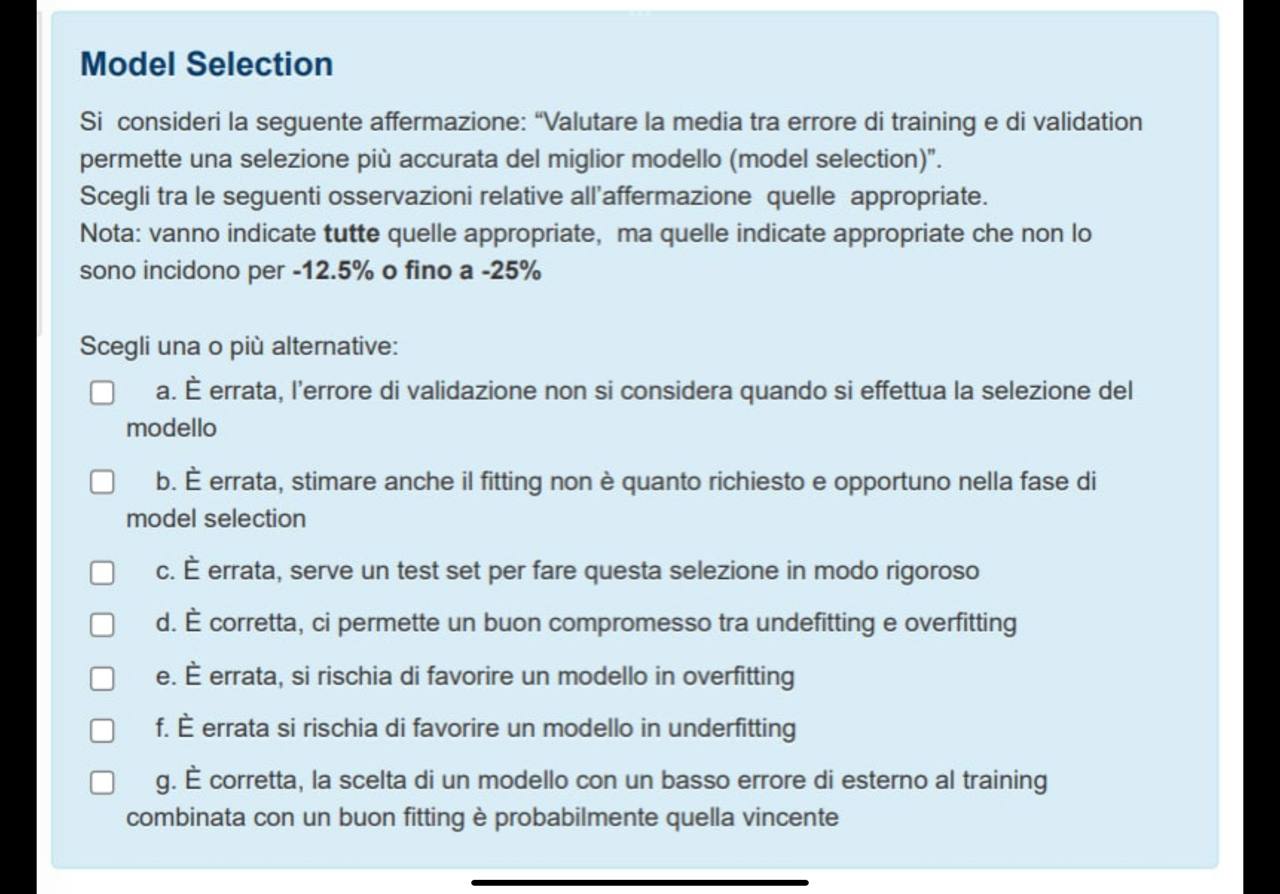 Model Selection
Si consideri la seguente affermazione: “Valutare la media tra errore di training e di validation
permette una selezione più accurata del miglior modello (model selection)”.
Scegli tra le seguenti osservazioni relative all'affermazione quelle appropriate.
Nota: vanno indicate tutte quelle appropriate, ma quelle indicate appropriate che non lo
sono incidono per -12.5% o fino a -25%
Scegli una o più alternative:
a. È errata, l'errore di validazione non si considera quando si effettua la selezione del
modello
b. È errata, stimare anche il fitting non è quanto richiesto e opportuno nella fase di
model selection
c. È errata, serve un test set per fare questa selezione in modo rigoroso
d. È corretta, ci permette un buon compromesso tra undefitting e overfitting
e. È errata, si rischia di favorire un modello in overfitting
f. È errata si rischia di favorire un modello in underfitting
g. È corretta, la scelta di un modello con un basso errore di esterno al training
combinata con un buon fitting è probabilmente quella vincente